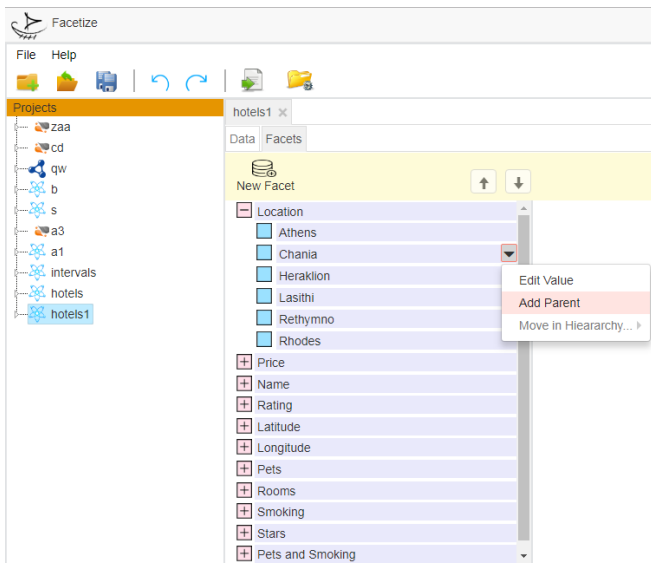 Facetize
File Help
Projects
zaa
cd
qw
b
s
a3
a1
intervals
hotels
hotels1
hotels1
Data Facets
New Facet
Location
Athens
Chania
Heraklion
Lasithi
Rethymno
Rhodes
Price
Name
Rating
Latitude
Longitude
Pets
Rooms
Smoking
Stars
Pets and Smoking
Edit Value
Add Parent
Move in Hieararchy...